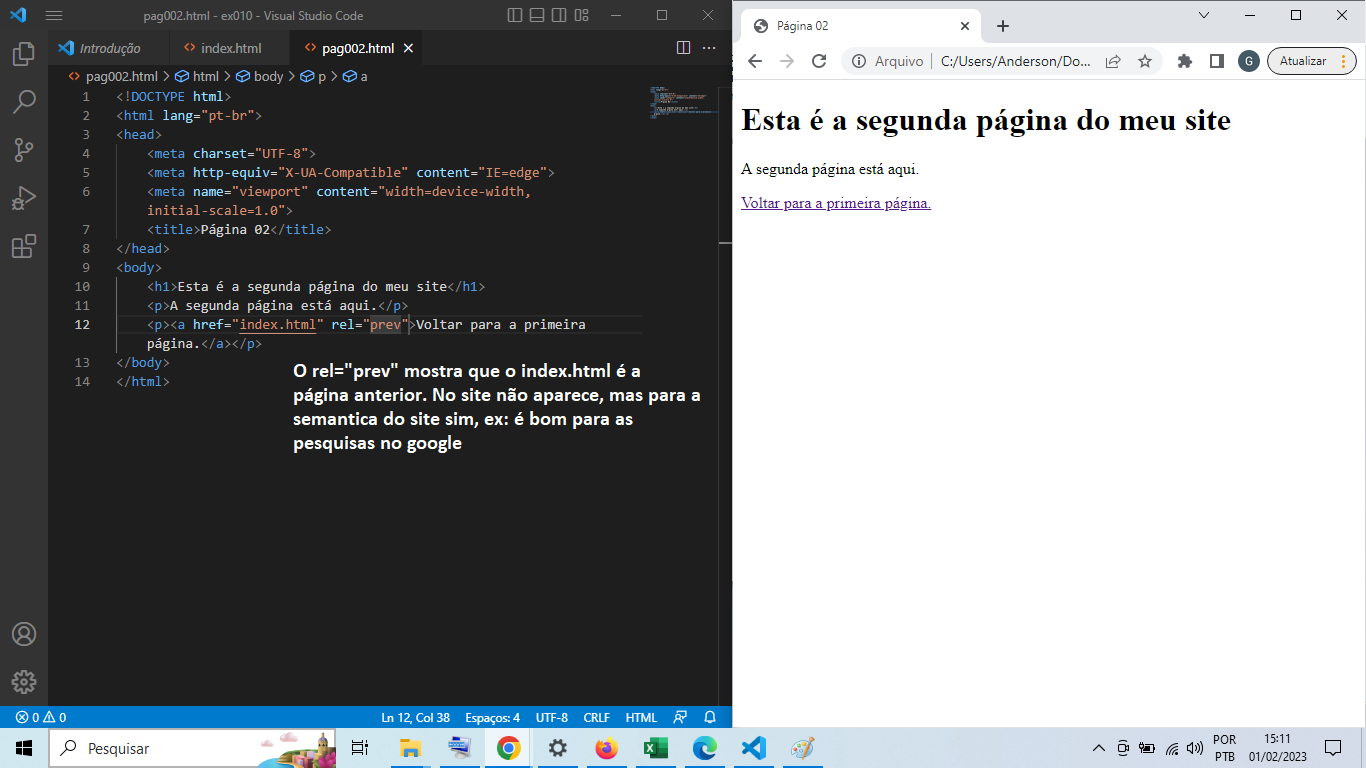 pag002.html - ex010 - Visual Studio Code
Introdução
index.html
pag002.html
pag002.html > html > body > p > a
1 <!DOCTYPE html>
2 <html lang="pt-br">
3 <head>
4 <meta charset="UTF-8">
5 <meta http-equiv="X-UA-Compatible" content="IE=edge">
6 <meta name="viewport" content="width=device-width,
initial-scale=1.0">
7 <title>Página 02</title>
8 </head>
9 <body>
10 <h1>Esta é a segunda página do meu site</h1>
11 <p>A segunda página está aqui.</p>
12 <p><a href="index.html" rel="prev">Voltar para a primeira
página.</a></p>
13 </body>
14 </html>
O rel="prev" mostra que o index.html é a
página anterior. No site não aparece, mas para a
semantica do site sim, ex: é bom para as
pesquisas no google
0 0
Ln 12, Col 38
Espaços: 4
UTF-8
CRLF
HTML
Página 02
Arquivo
C:/Users/Anderson/Do...
G
Atualizar
Esta é a segunda página do meu site
A segunda página está aqui.
Voltar para a primeira página.
Pesquisar
POR
PTB
15:11
01/02/2023